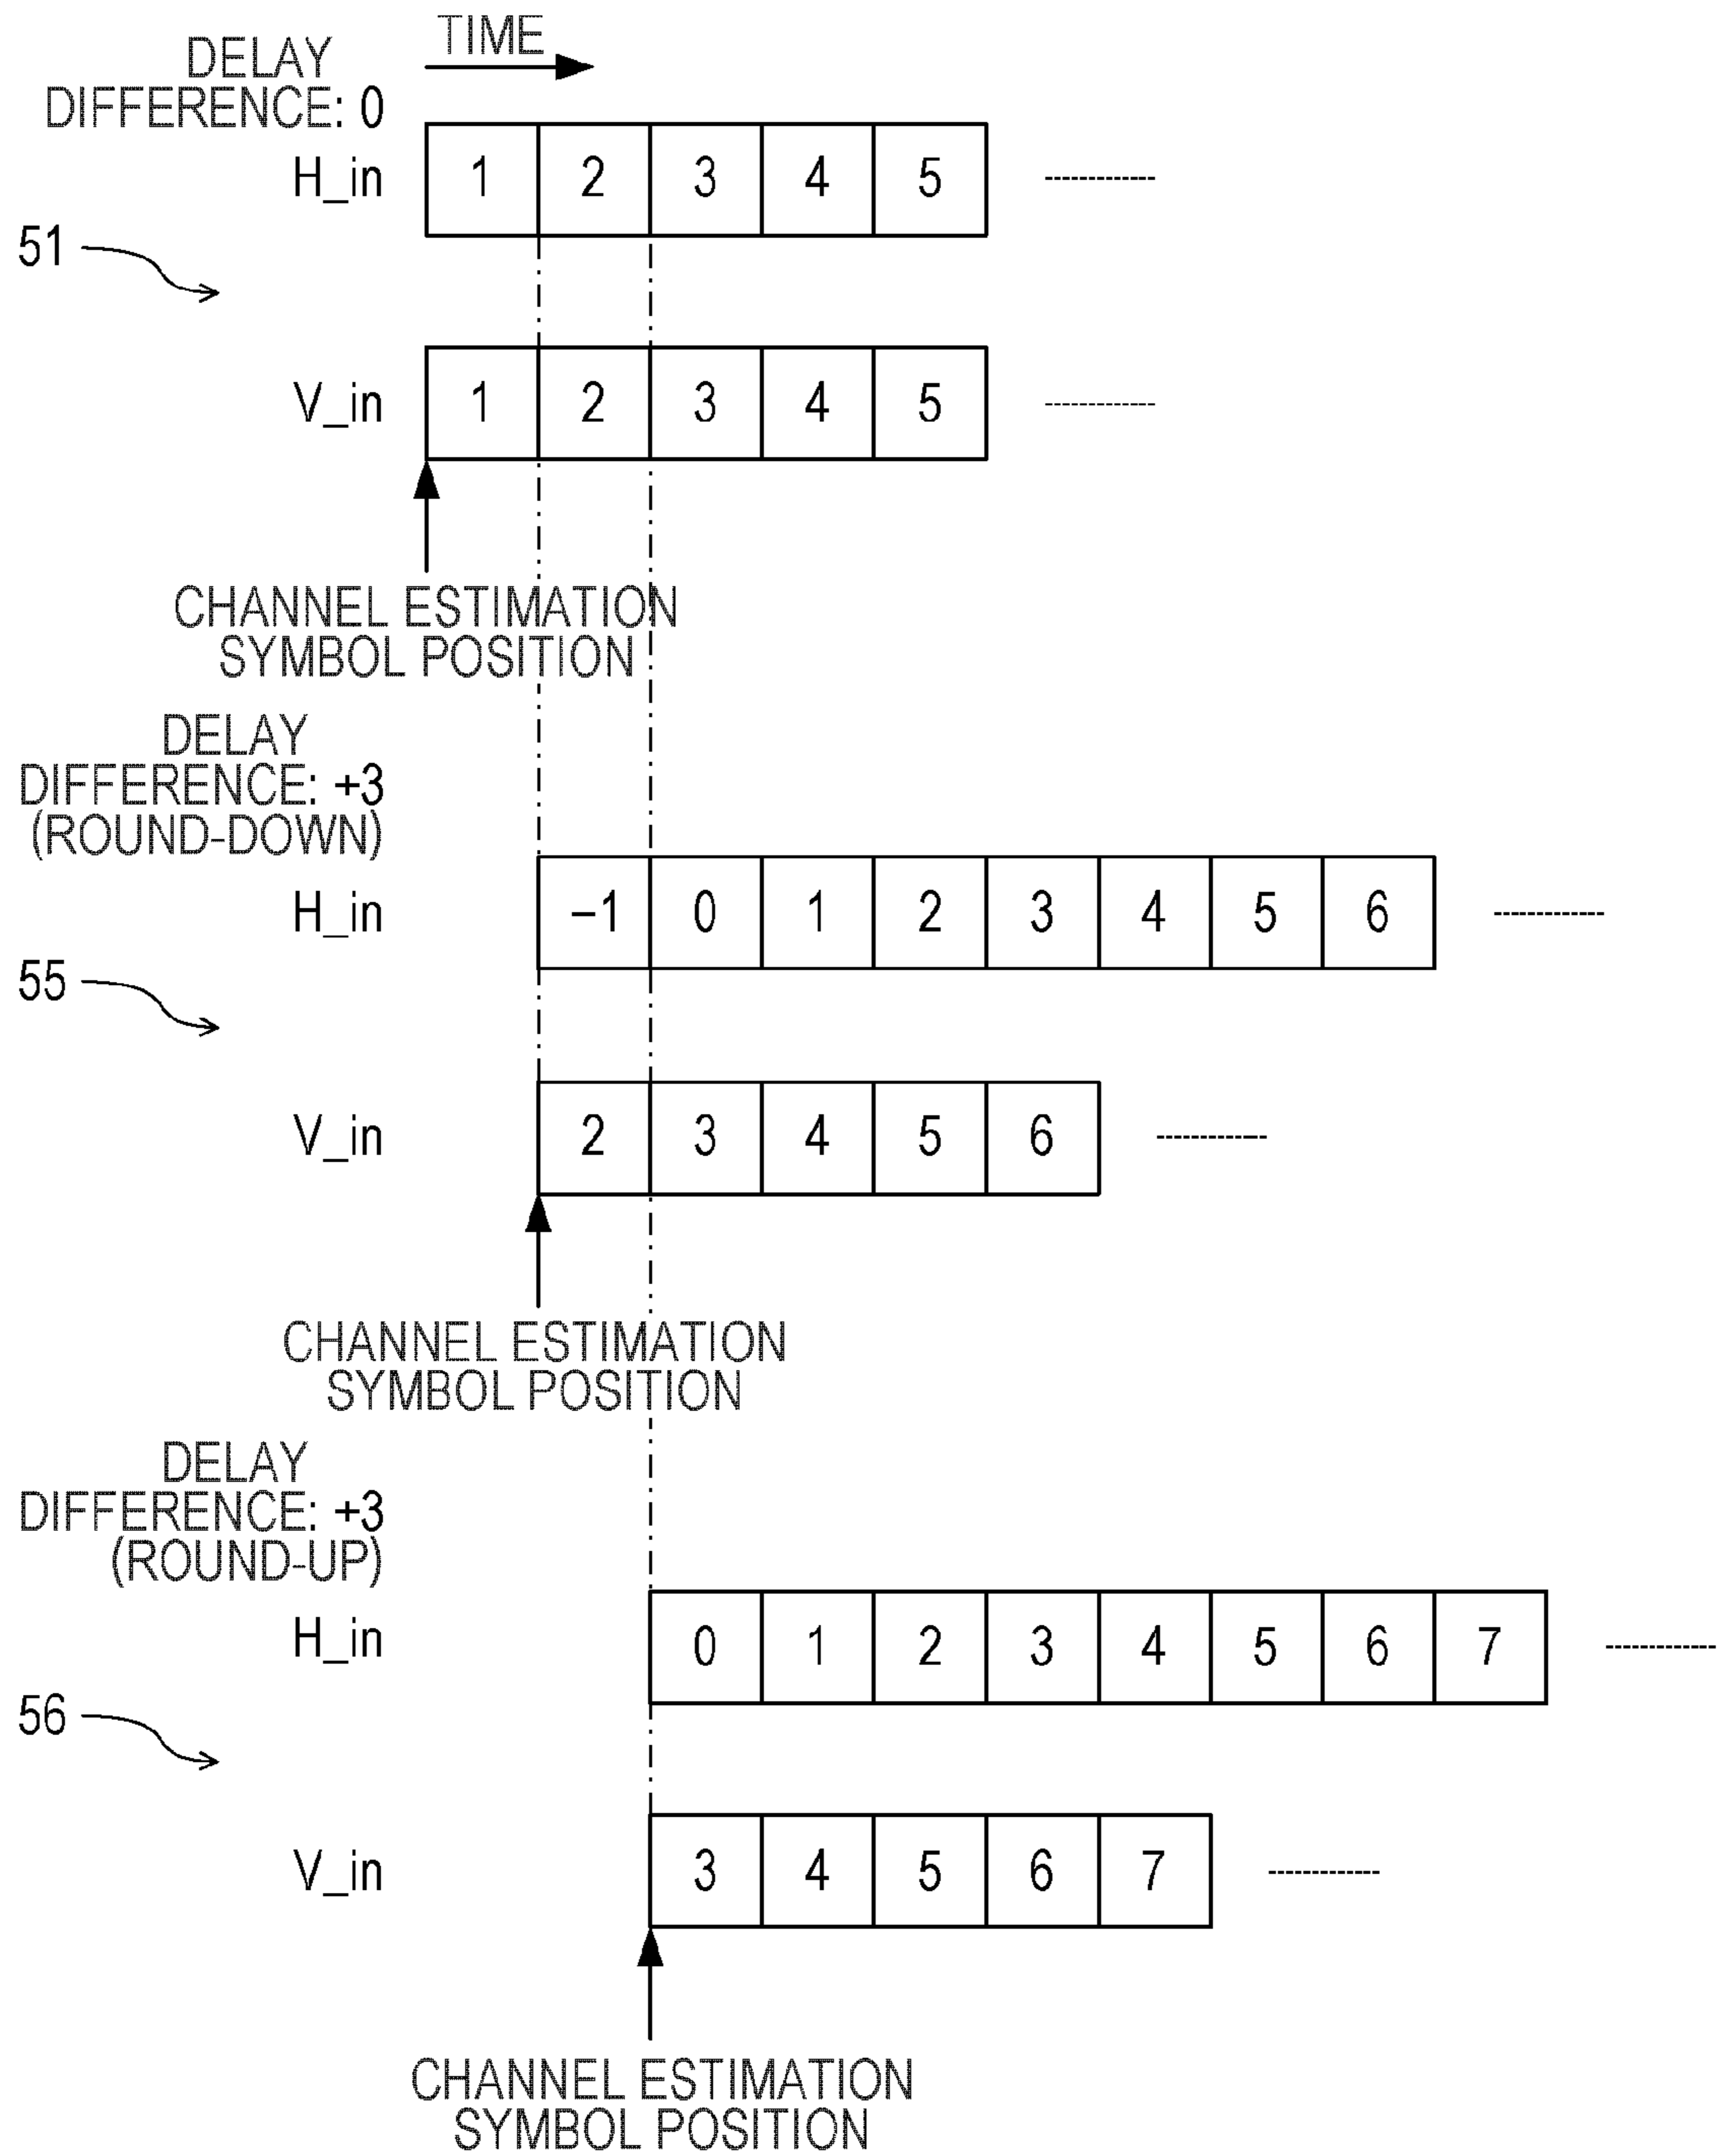 TIME
DELAY
DIFFERENCE: 0
H_in 1 2 3 4 5
51
V_in 1 2 3 4 5
CHANNEL ESTIMATION
SYMBOL POSITION
DELAY
DIFFERENCE: +3
(ROUND-DOWN)
H_in –1 0 1 2 3 4 5 6
55
V_in 2 3 4 5 6
CHANNEL ESTIMATION
SYMBOL POSITION
DELAY
DIFFERENCE: +3
(ROUND-UP)
H_in 0 1 2 3 4 5 6 7
56
V_in 3 4 5 6 7
CHANNEL ESTIMATION
SYMBOL POSITION